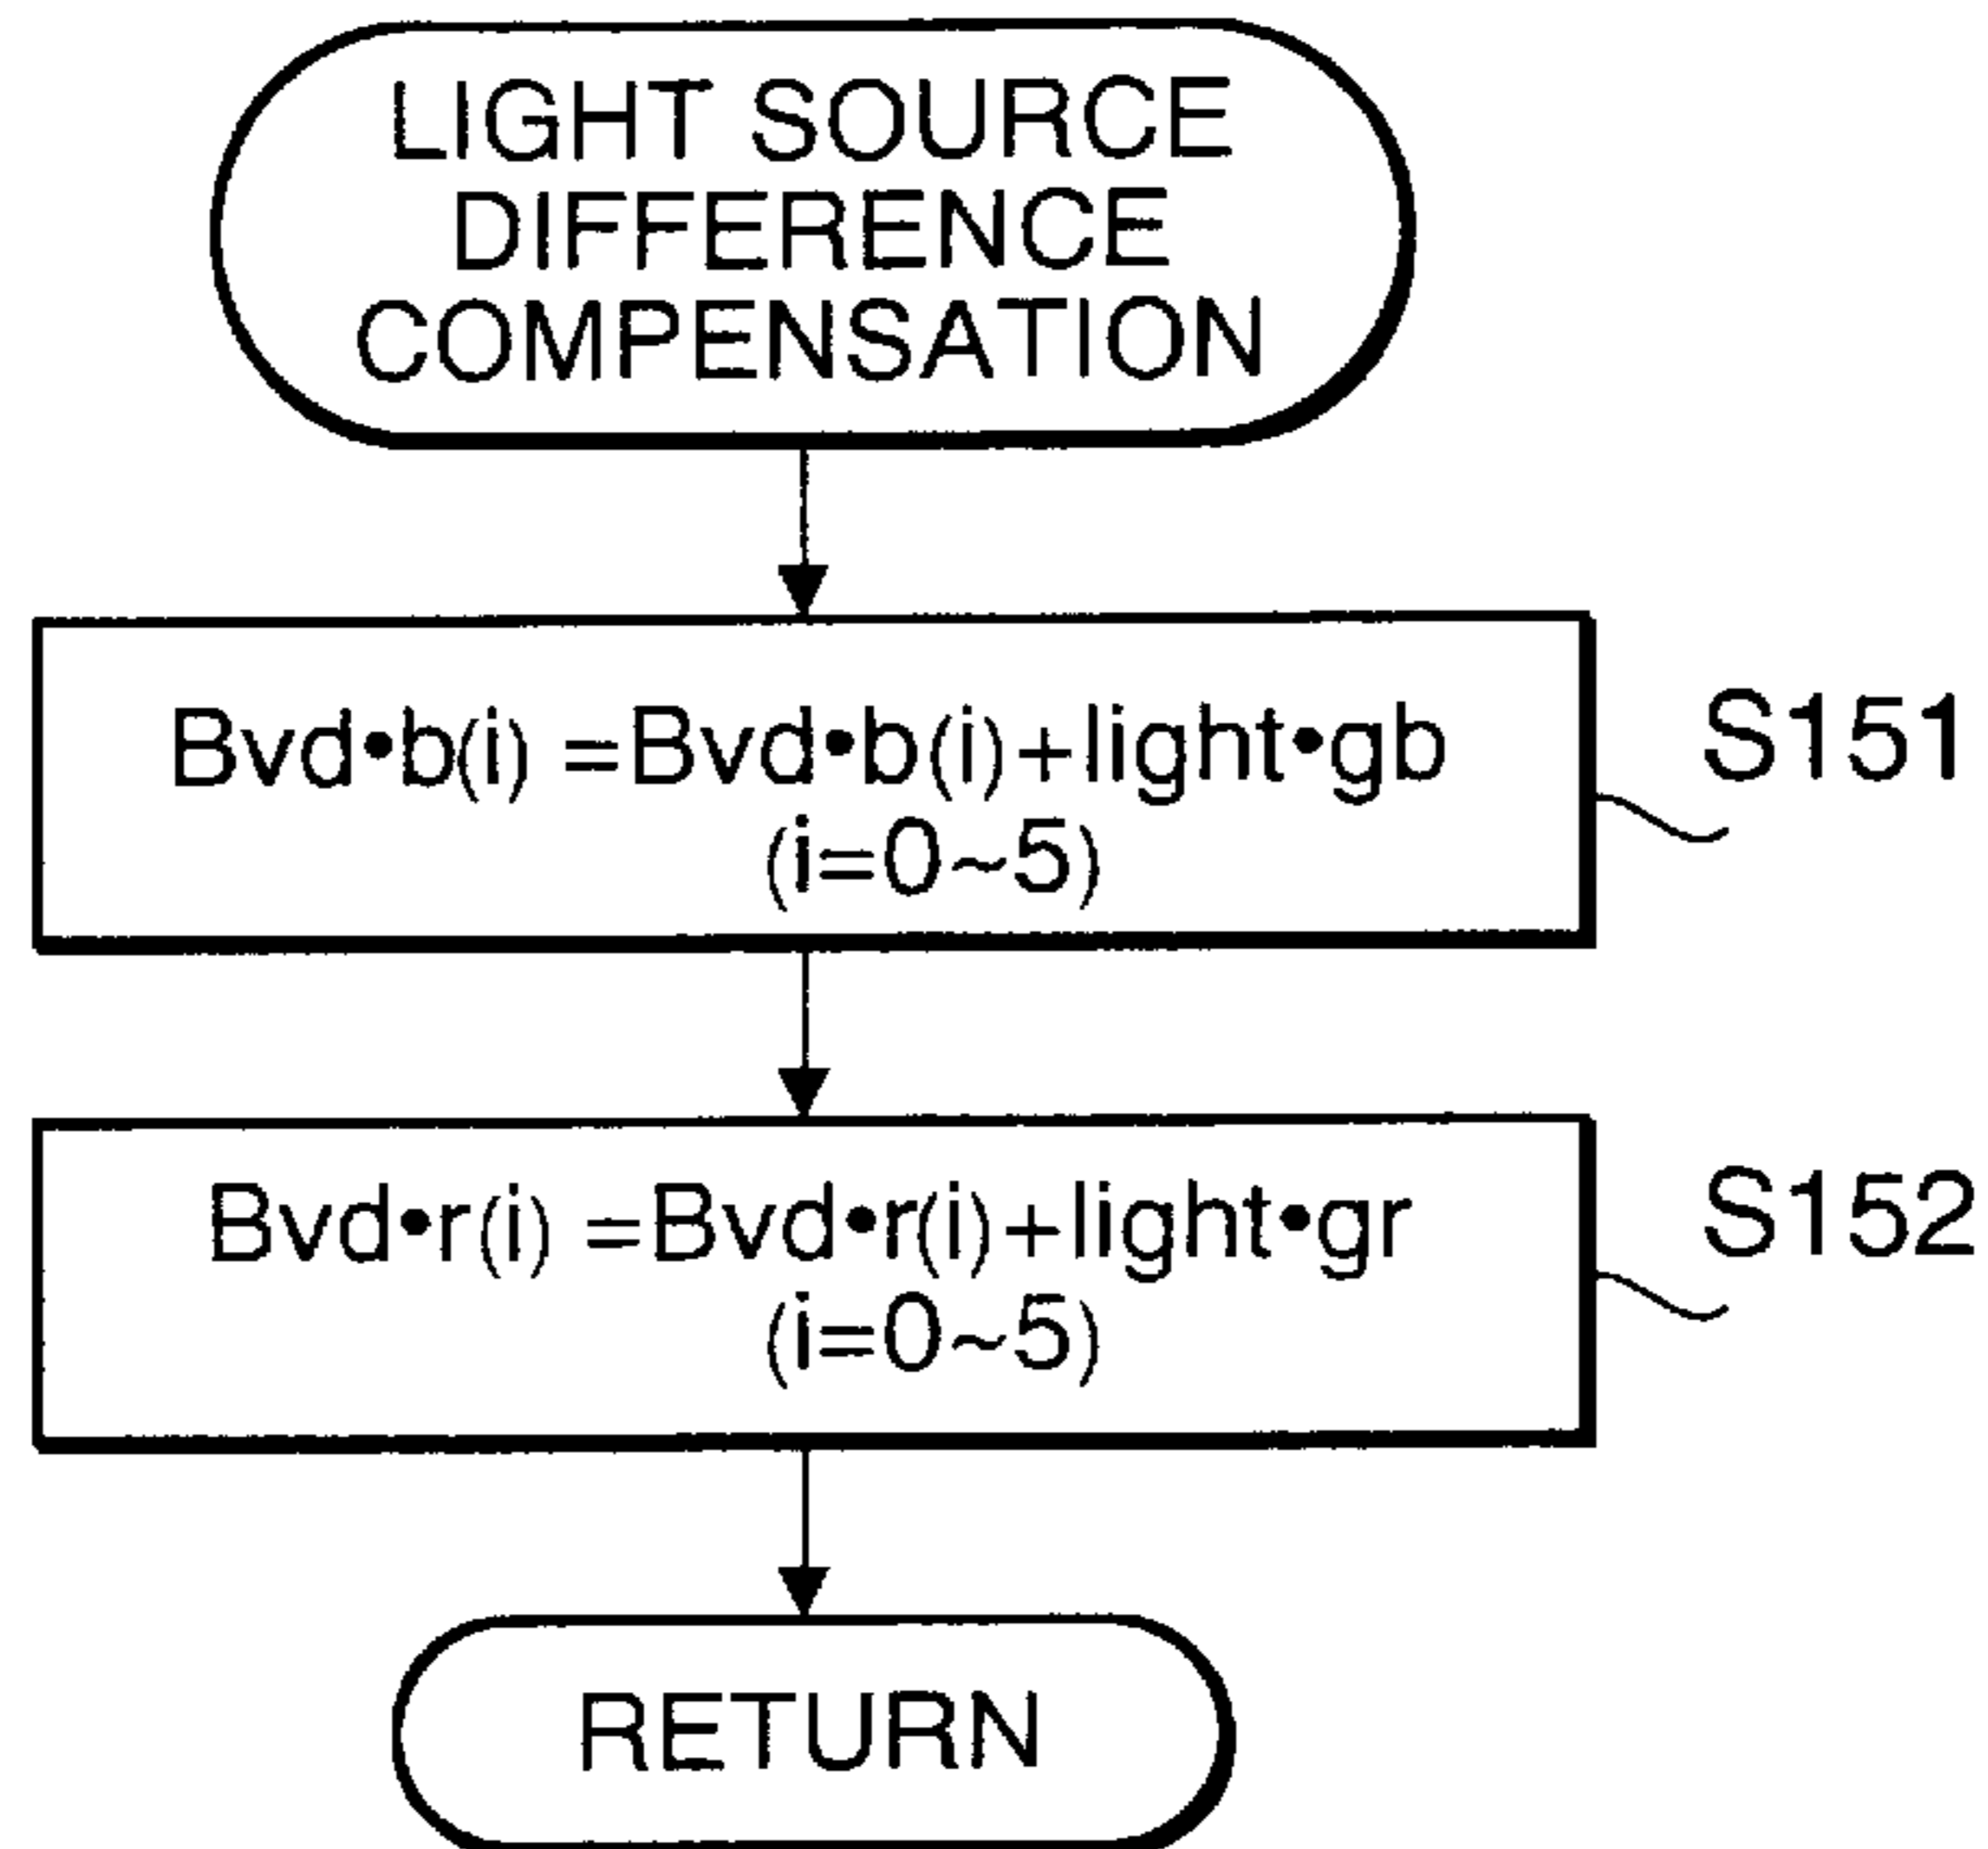 LIGHT SOURCE
DIFFERENCE
COMPENSATION
Bvd•b(i) =Bvd•b(i)+light•gb
(i=0~5)
S151
Bvd•r(i) =Bvd•r(i)+light•gr
(i=0~5)
S152
RETURN